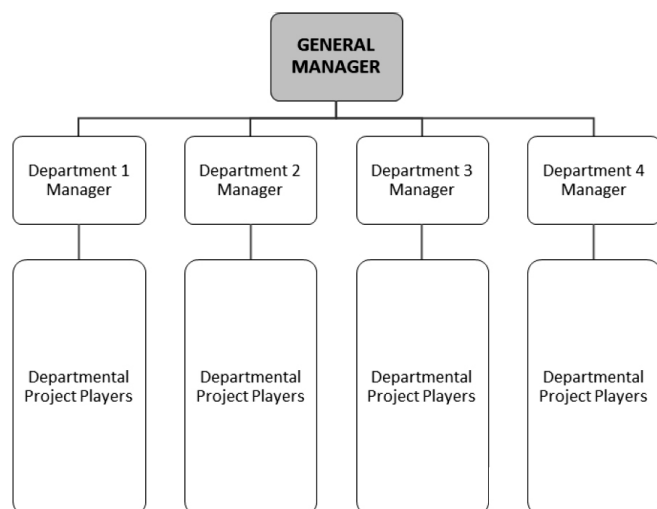 GENERAL
MANAGER
Department 1
Manager
Department 2
Manager
Department 3
Manager
Department 4
Manager
Departmental
Project Players
Departmental
Project Players
Departmental
Project Players
Departmental
Project Players